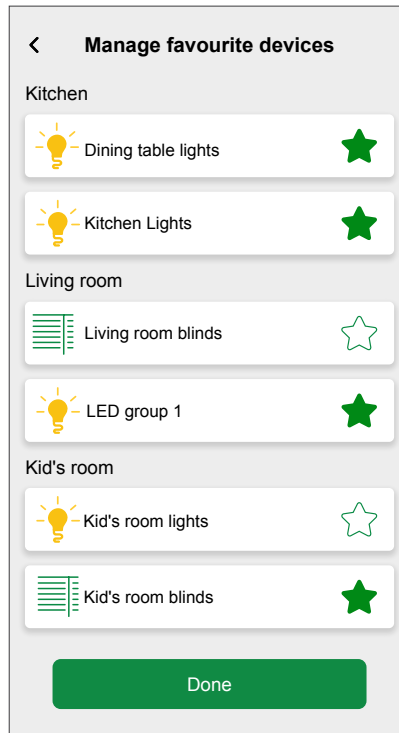 Manage favourite devices
Kitchen
Dining table lights
Kitchen Lights
Living room
Living room blinds
LED group 1
Kid's room
Kid's room lights
Kid's room blinds
Done